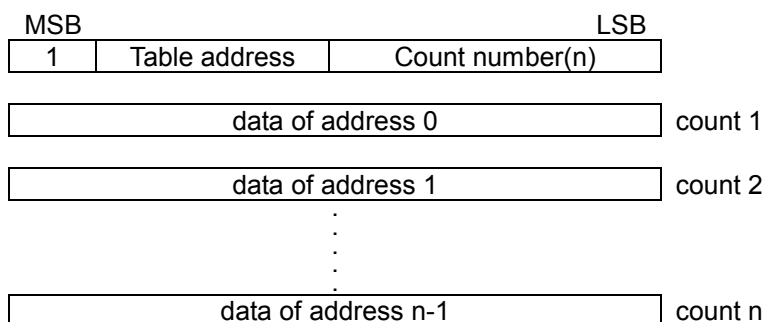 MSB LSB
1 Table address Count number(n)
data of address 0 count 1
data of address 1 count 2
.
.
.
.
.
data of address n-1 count n